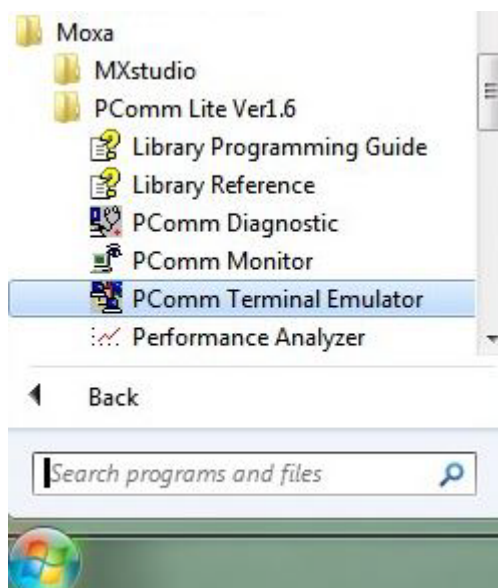 Moxa
MXstudio
PComm Lite Ver1.6
Library Programming Guide
Library Reference
PComm Diagnostic
PComm Monitor
PComm Terminal Emulator
Performance Analyzer
Back
Search programs and files